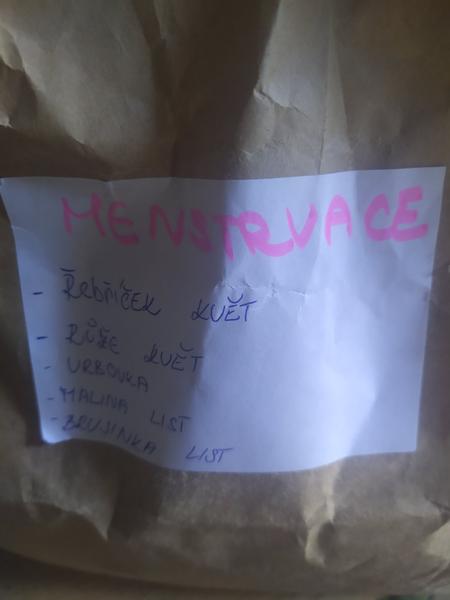 MENSTRUACE
- Řebříček KVĚT
- RŮŽE KVĚT
- VRBOVKA
- MALINA LIST
- BRUSINKA LIST